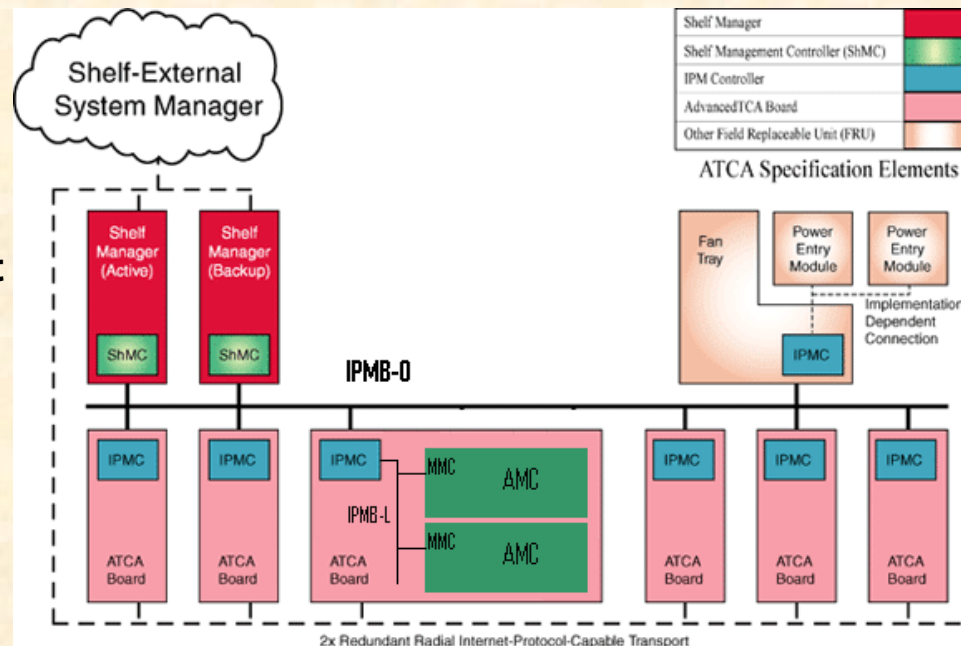 Shelf-External
System Manager
Shelf Manager
Shelf Management Controller (ShMC)
IPM Controller
AdvancedTCA Board
Other Field Replaceable Unit (FRU)
ATCA Specification Elements
Shelf
Manager
(Active)
ShMC
Shelf
Manager
(Backup)
ShMC
Fan
Tray
Power
Entry
Module
Power
Entry
Module
Implementation
Dependent
Connection
IPMC
IPMB-0
IPMC
ATCA
Board
IPMC
ATCA
Board
IPMC
IPMB-L
ATCA
Board
MMC
AMC
MMC
AMC
IPMC
ATCA
Board
IPMC
ATCA
Board
IPMC
ATCA
Board
2x Redundant Radial Internet-Protocol-Capable Transport